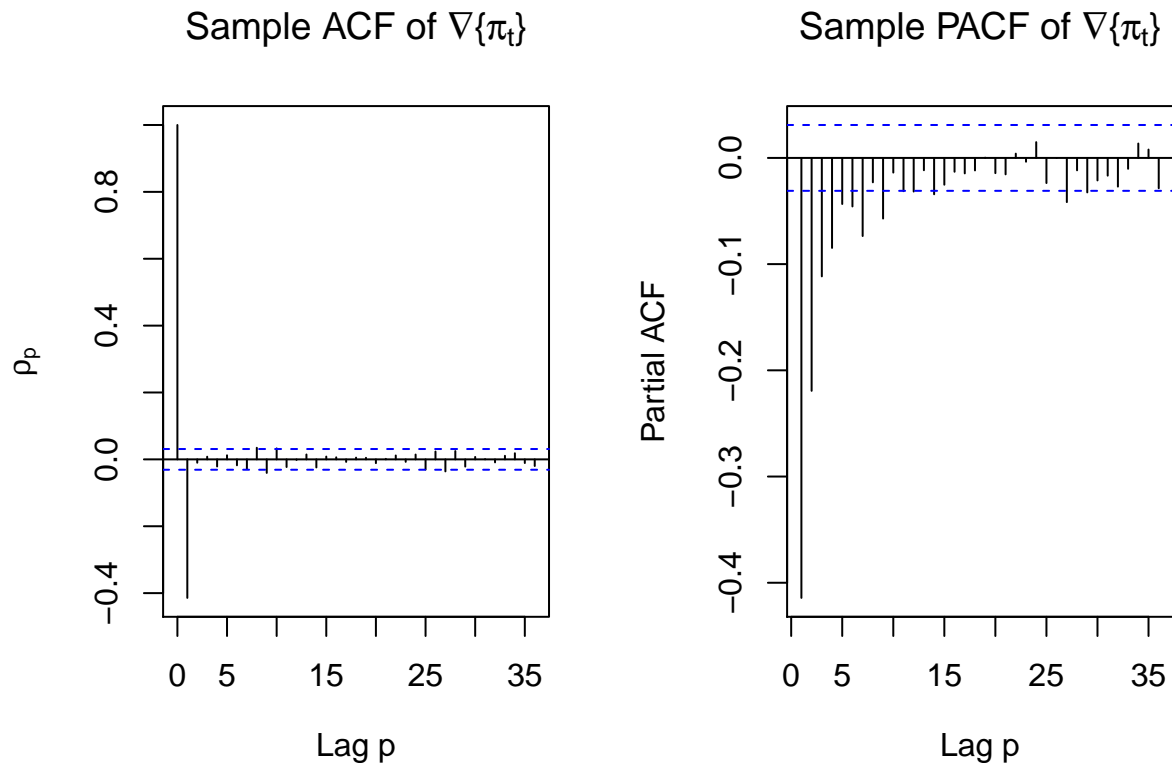 Sample ACF of ∇{πt}
ρp
0.8
0.4
0.0
−0.4
0 5 15 25 35
Lag p
Sample PACF of ∇{πt}
Partial ACF
0.0
−0.1
−0.2
−0.3
−0.4
0 5 15 25 35
Lag p